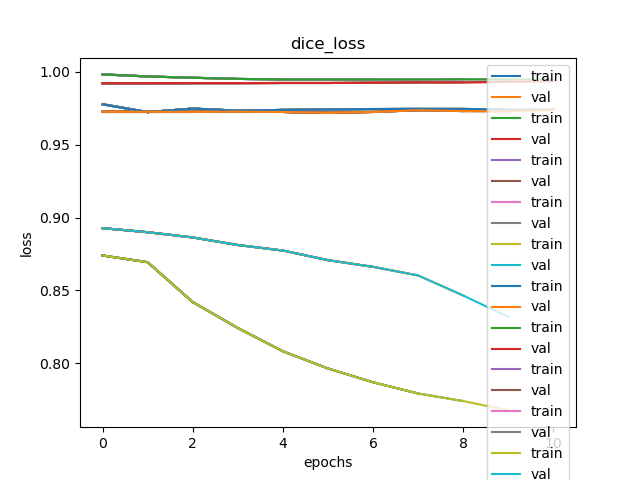 dice_loss
1.00
0.95
0.90
0.85
0.80
loss
0
2
4
6
8
10
epochs
train
val
train
val
train
val
train
val
train
val
train
val
train
val
train
val
train
val
train
val